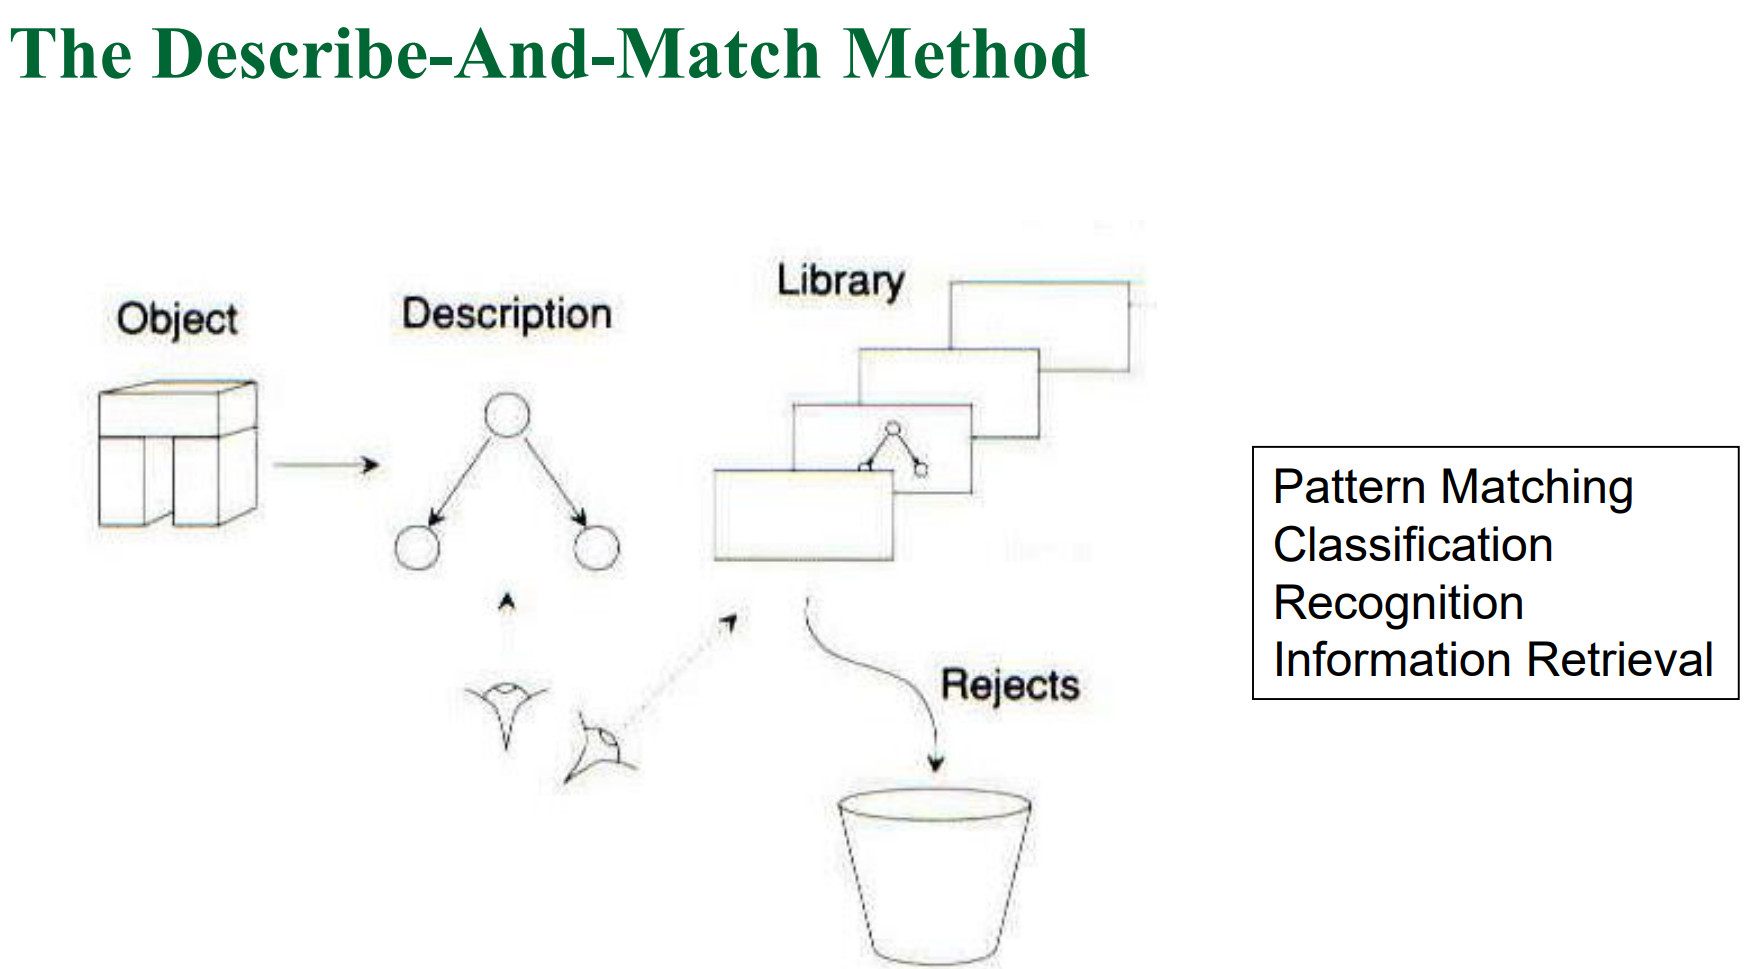 The Describe-And-Match Method
Object
Description
Library
Rejects
Pattern Matching
Classification
Recognition
Information Retrieval